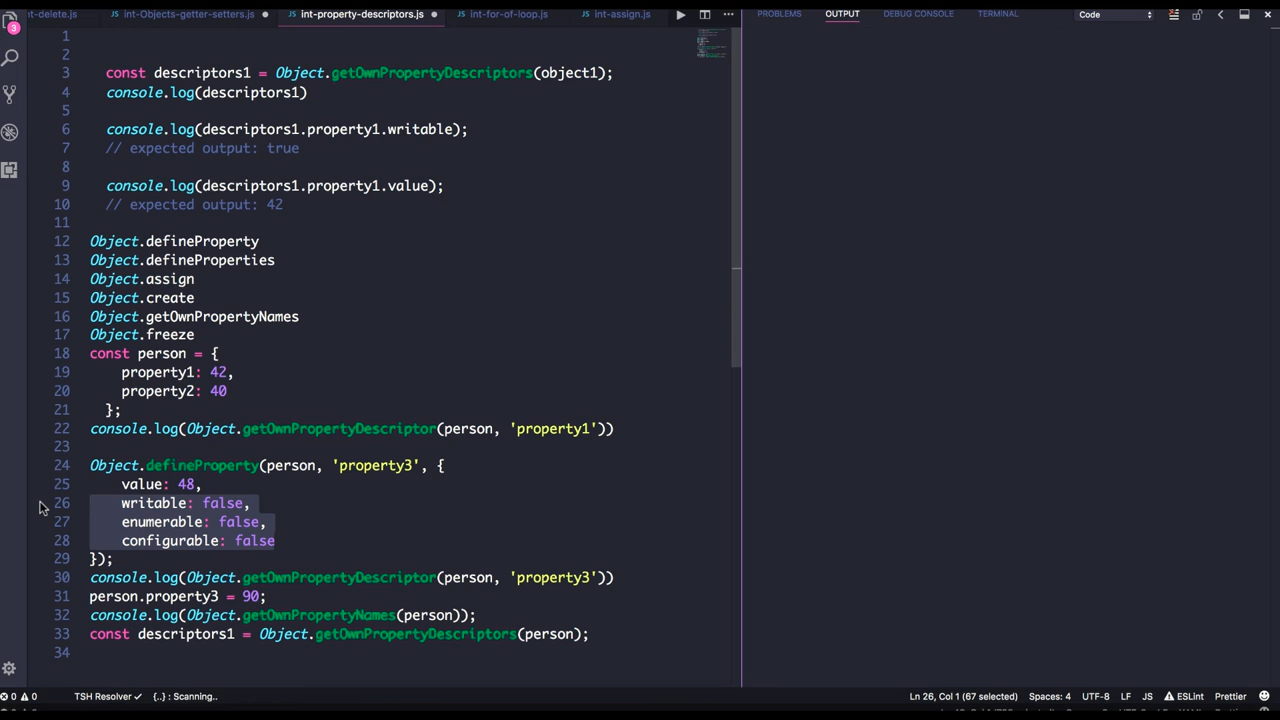 nt-delete.js int-Objects-getter-setters.js int-property-descriptors.js int-for-of-loop.js int-assign.js PROBLEMS OUTPUT DEBUG CONSOLE TERMINAL Code
3
1
2
3 const descriptors1 = Object.getOwnPropertyDescriptors(object1);
4 console.log(descriptors1)
5
6 console.log(descriptors1.property1.writable);
7 // expected output: true
8
9 console.log(descriptors1.property1.value);
10 // expected output: 42
11
12 Object.defineProperty
13 Object.defineProperties
14 Object.assign
15 Object.create
16 Object.getOwnPropertyNames
17 Object.freeze
18 const person = {
19 property1: 42,
20 property2: 40
21 };
22 console.log(Object.getOwnPropertyDescriptor(person, 'property1'))
23
24 Object.defineProperty(person, 'property3', {
25 value: 48,
26 writable: false,
27 enumerable: false,
28 configurable: false
29 });
30 console.log(Object.getOwnPropertyDescriptor(person, 'property3'))
31 person.property3 = 90;
32 console.log(Object.getOwnPropertyNames(person));
33 const descriptors1 = Object.getOwnPropertyDescriptors(person);
34
0 0 TSH Resolver ✓ {..} : Scanning.. Ln 26, Col 1 (67 selected) Spaces: 4 UTF-8 LF JS ESLint Prettier